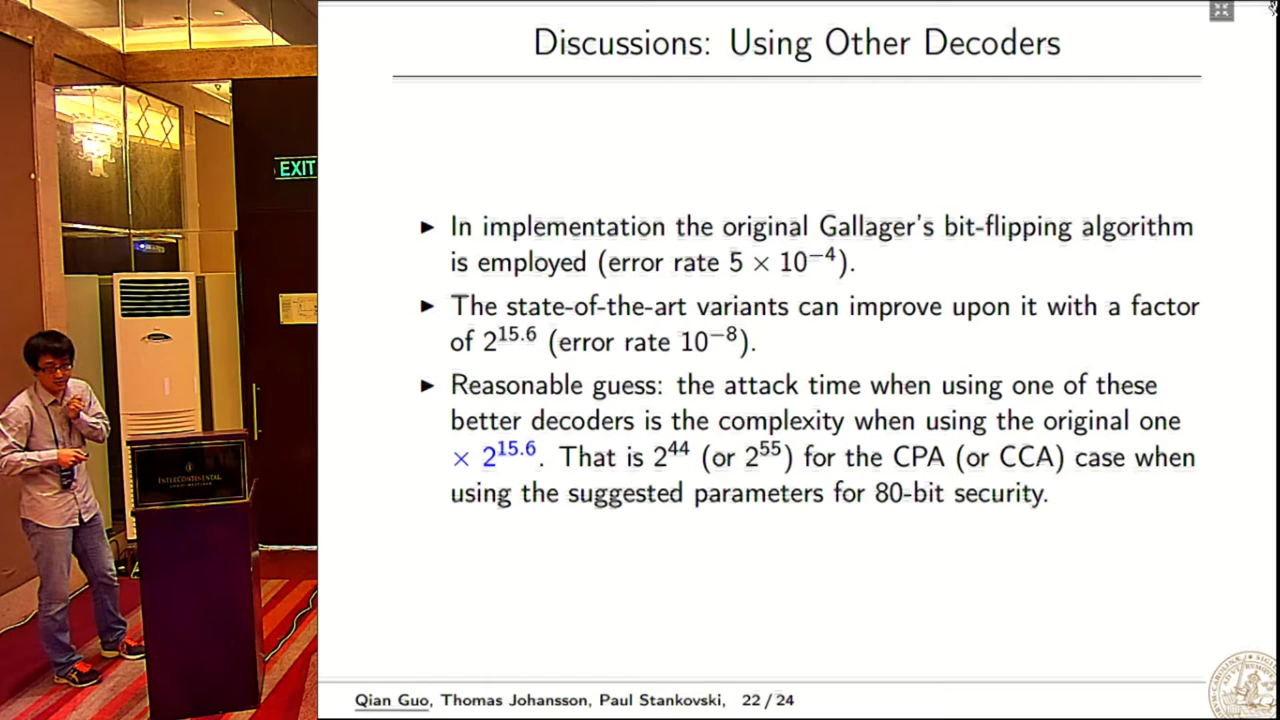 Discussions: Using Other Decoders
EXIT
► In implementation the original Gallager's bit-flipping algorithm
is employed (error rate 5 × 10⁻⁴).
► The state-of-the-art variants can improve upon it with a factor
of 2¹⁵·⁶ (error rate 10⁻⁸).
► Reasonable guess: the attack time when using one of these
better decoders is the complexity when using the original one
× 2¹⁵·⁶. That is 2⁴⁴ (or 2⁵⁵) for the CPA (or CCA) case when
using the suggested parameters for 80-bit security.
INTERCONTINENTAL
Qian Guo, Thomas Johansson, Paul Stankovski, 22 / 24